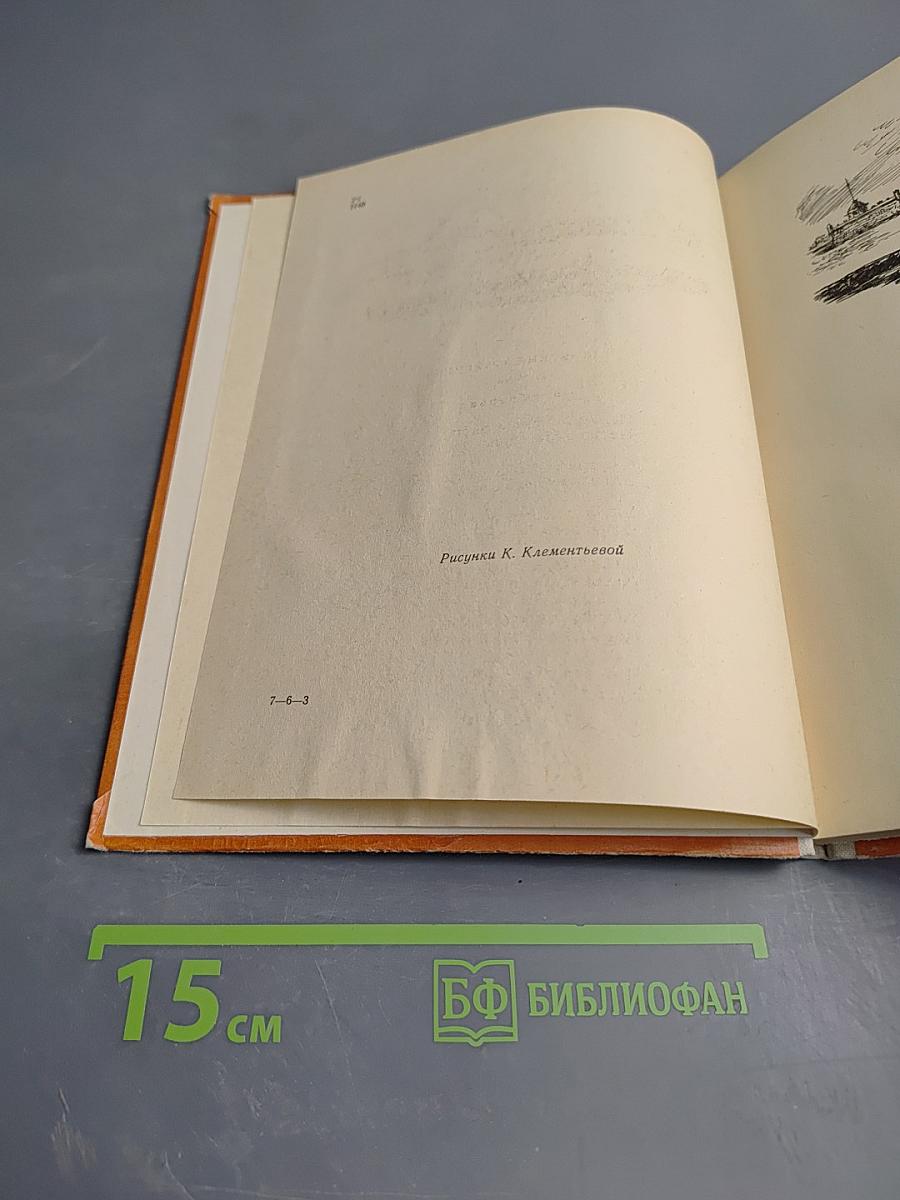 Рисунки К. Клементьевой
7—6—3
15 см
БФ БИБЛИОФАН